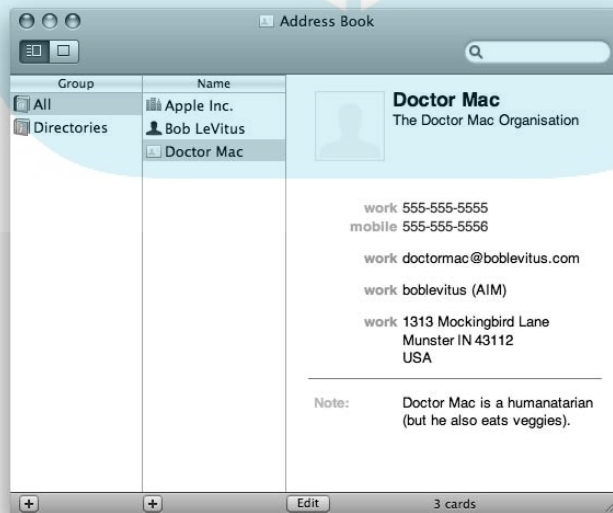 Address Book
Group
All
Directories
Name
Apple Inc.
Bob LeVitus
Doctor Mac
Doctor Mac
The Doctor Mac Organisation
work 555-555-5555
mobile 555-555-5556
work doctormac@boblevitus.com
work boblevitus (AIM)
work 1313 Mockingbird Lane
Munster IN 43112
USA
Note: Doctor Mac is a humanatarian
(but he also eats veggies).
+
+
Edit
3 cards